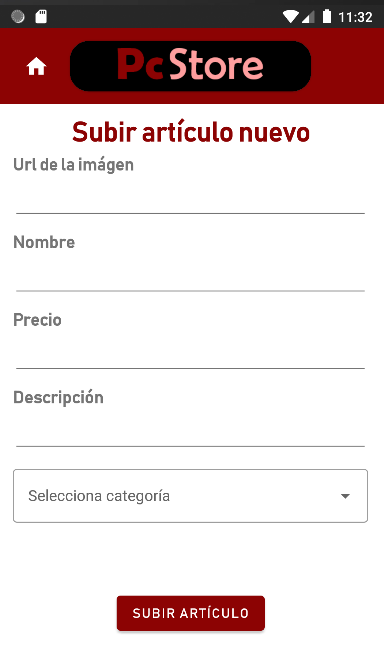 11:32
PcStore
Subir artículo nuevo
Url de la imágen
Nombre
Precio
Descripción
Selecciona categoría
SUBIR ARTÍCULO